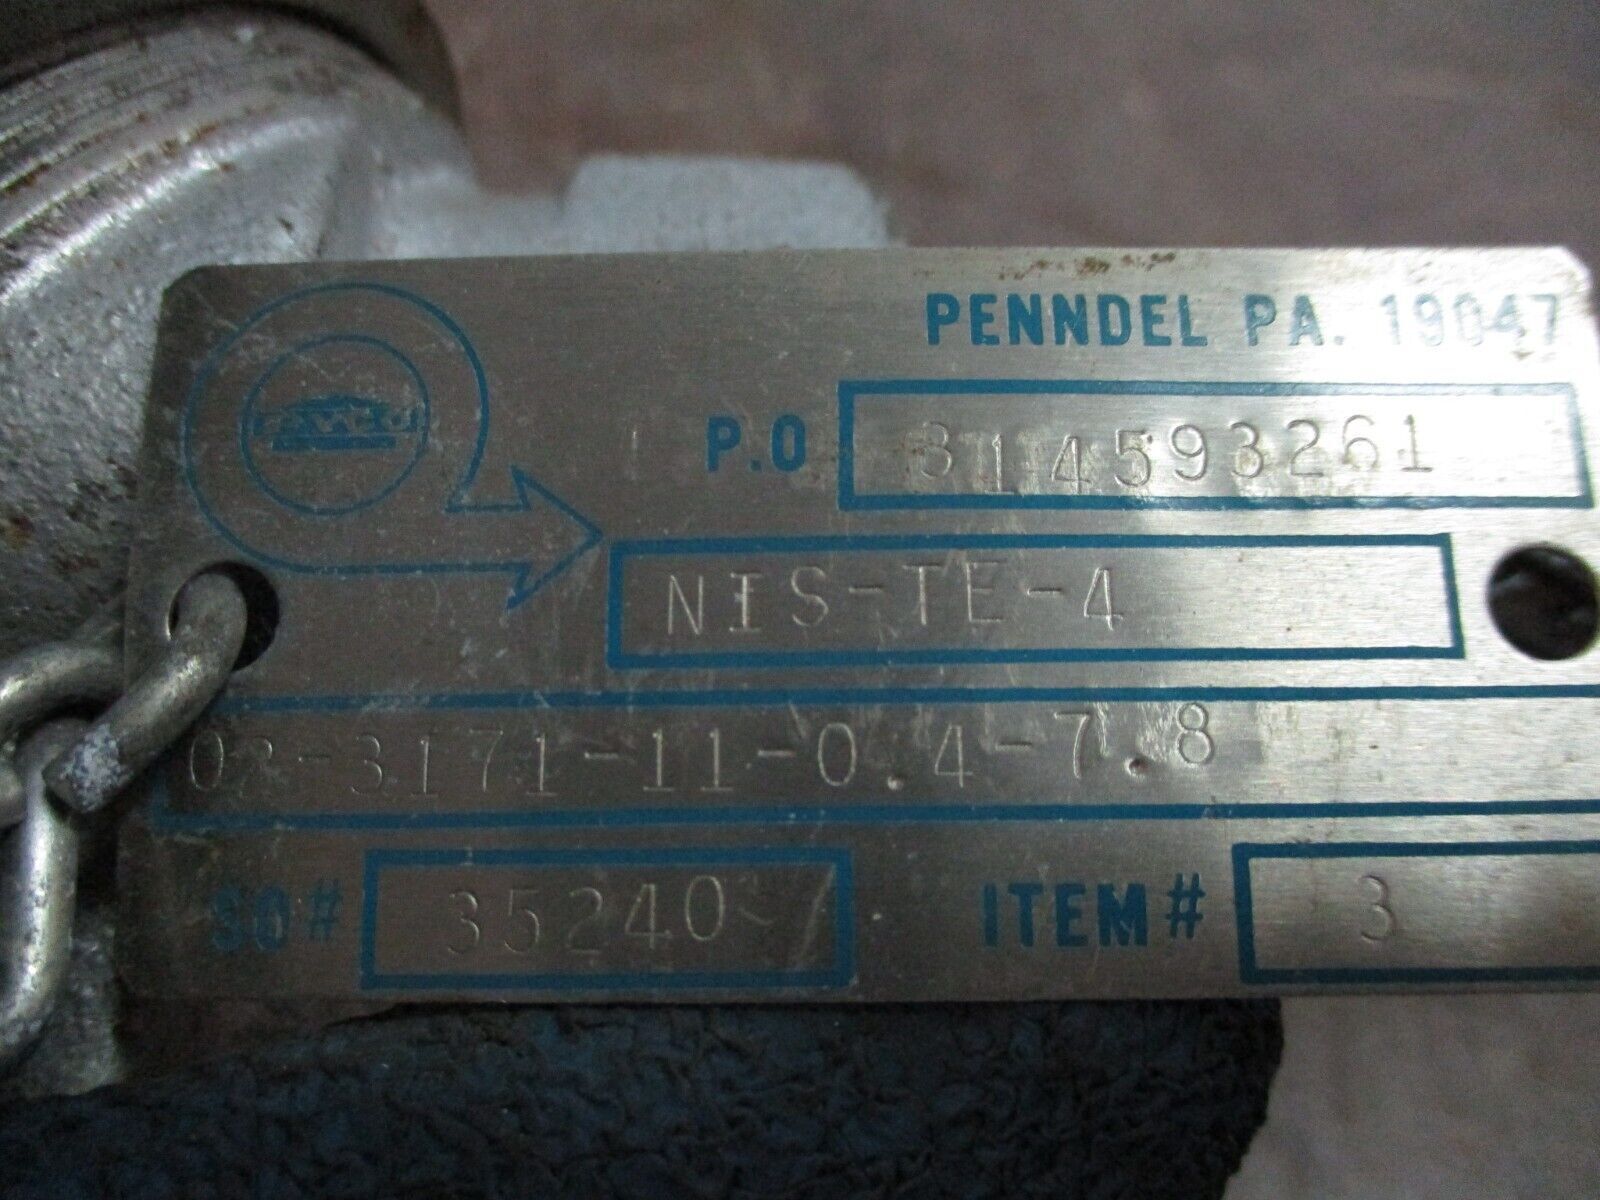 PENNDEL PA. 19047
P.O 314593261
NIS-TE-4
02-3171-11-0.4-7.8
SO# 35240
ITEM# 3